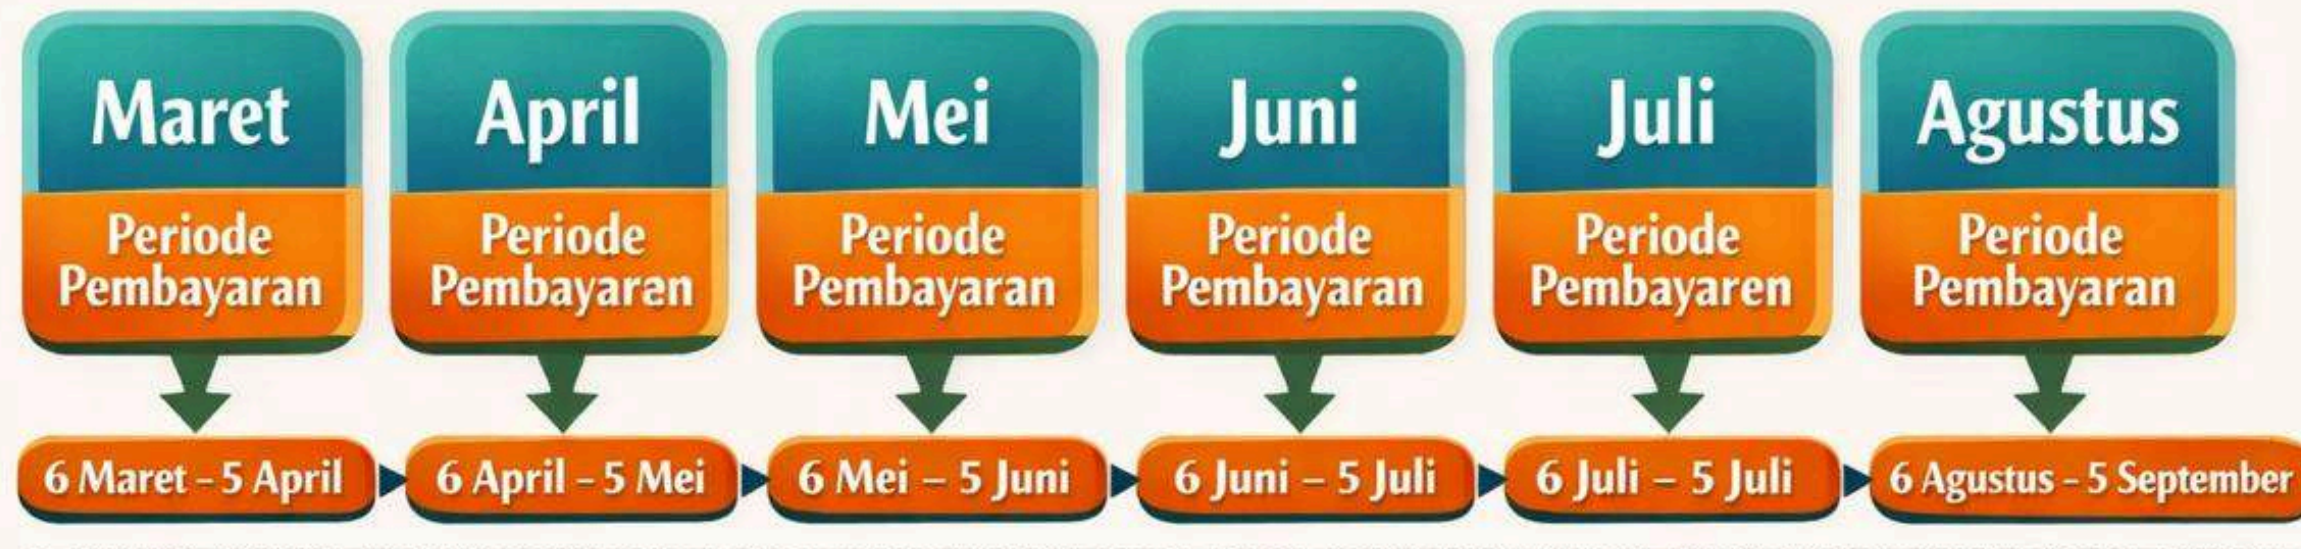 Maret
Periode
Pembayaran
6 Maret – 5 April
April
Periode
Pembayaren
6 April – 5 Mei
Mei
Periode
Pembayaran
6 Mei – 5 Juni
Juni
Periode
Pembayaran
6 Juni – 5 Juli
Juli
Periode
Pembayaren
6 Juli – 5 Juli
Agustus
Periode
Pembayaran
6 Agustus – 5 September